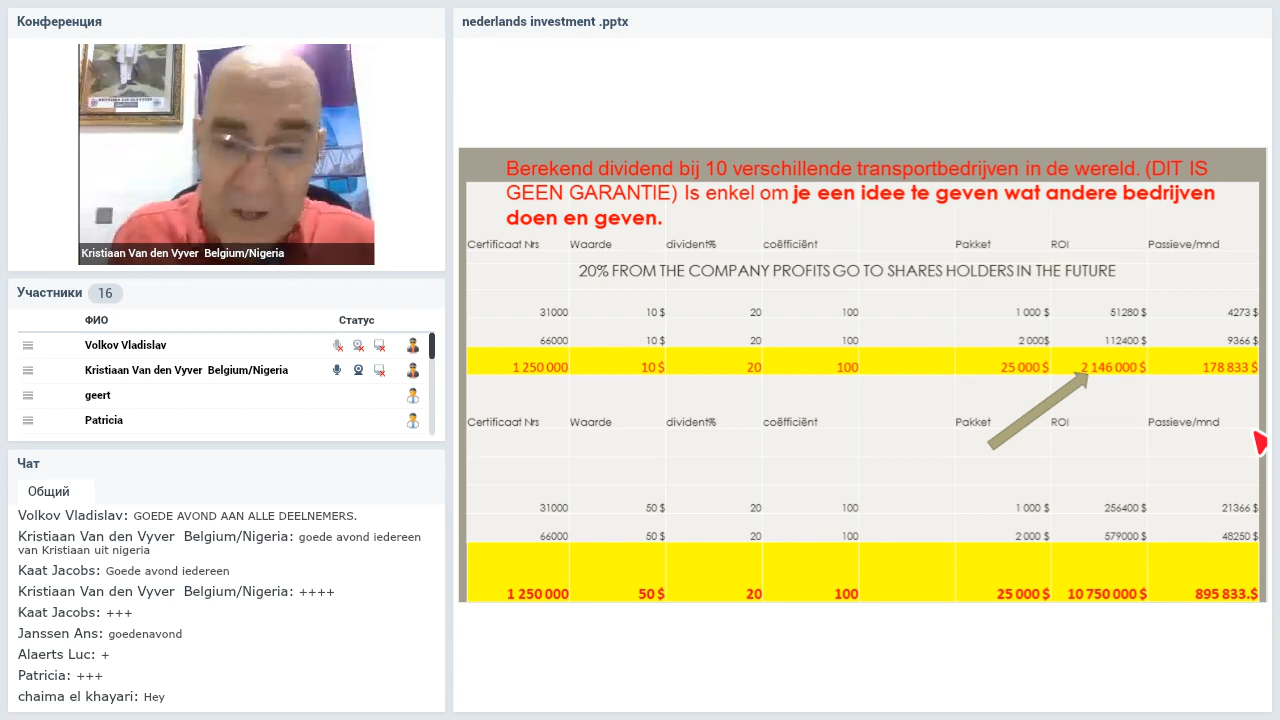 Конференция
Kristiaan Van den Vyver  Belgium/Nigeria
Участники 16
ФИО Статус
Volkov Vladislav
Kristiaan Van den Vyver  Belgium/Nigeria
geert
Patricia
Чат
Общий
Volkov Vladislav: GOEDE AVOND AAN ALLE DEELNEMERS.
Kristiaan Van den Vyver  Belgium/Nigeria: goede avond iedereen
van Kristiaan uit nigeria
Kaat Jacobs: Goede avond iedereen
Kristiaan Van den Vyver  Belgium/Nigeria: ++++
Kaat Jacobs: +++
Janssen Ans: goedenavond
Alaerts Luc: +
Patricia: +++
chaima el khayari: Hey
nederlands investment .pptx
Berekend dividend bij 10 verschillende transportbedrijven in de wereld. (DIT IS
GEEN GARANTIE) Is enkel om je een idee te geven wat andere bedrijven
doen en geven.
Certificaat Nrs Waarde divident% coëfficiënt Pakket ROI Passieve/mnd
20% FROM THE COMPANY PROFITS GO TO SHARES HOLDERS IN THE FUTURE
31000 10 $ 20 100 1 000 $ 51280 $ 4273 $
66000 10 $ 20 100 2 000$ 112400 $ 9366 $
1 250 000 10 $ 20 100 25 000 $ 2 146 000 $ 178 833 $
Certificaat Nrs Waarde divident% coëfficiënt Pakket ROI Passieve/mnd
31000 50 $ 20 100 1 000 $ 256400 $ 21366 $
66000 50 $ 20 100 2 000 $ 579000 $ 48250 $
1 250 000 50 $ 20 100 25 000 $ 10 750 000 $ 895 833.$